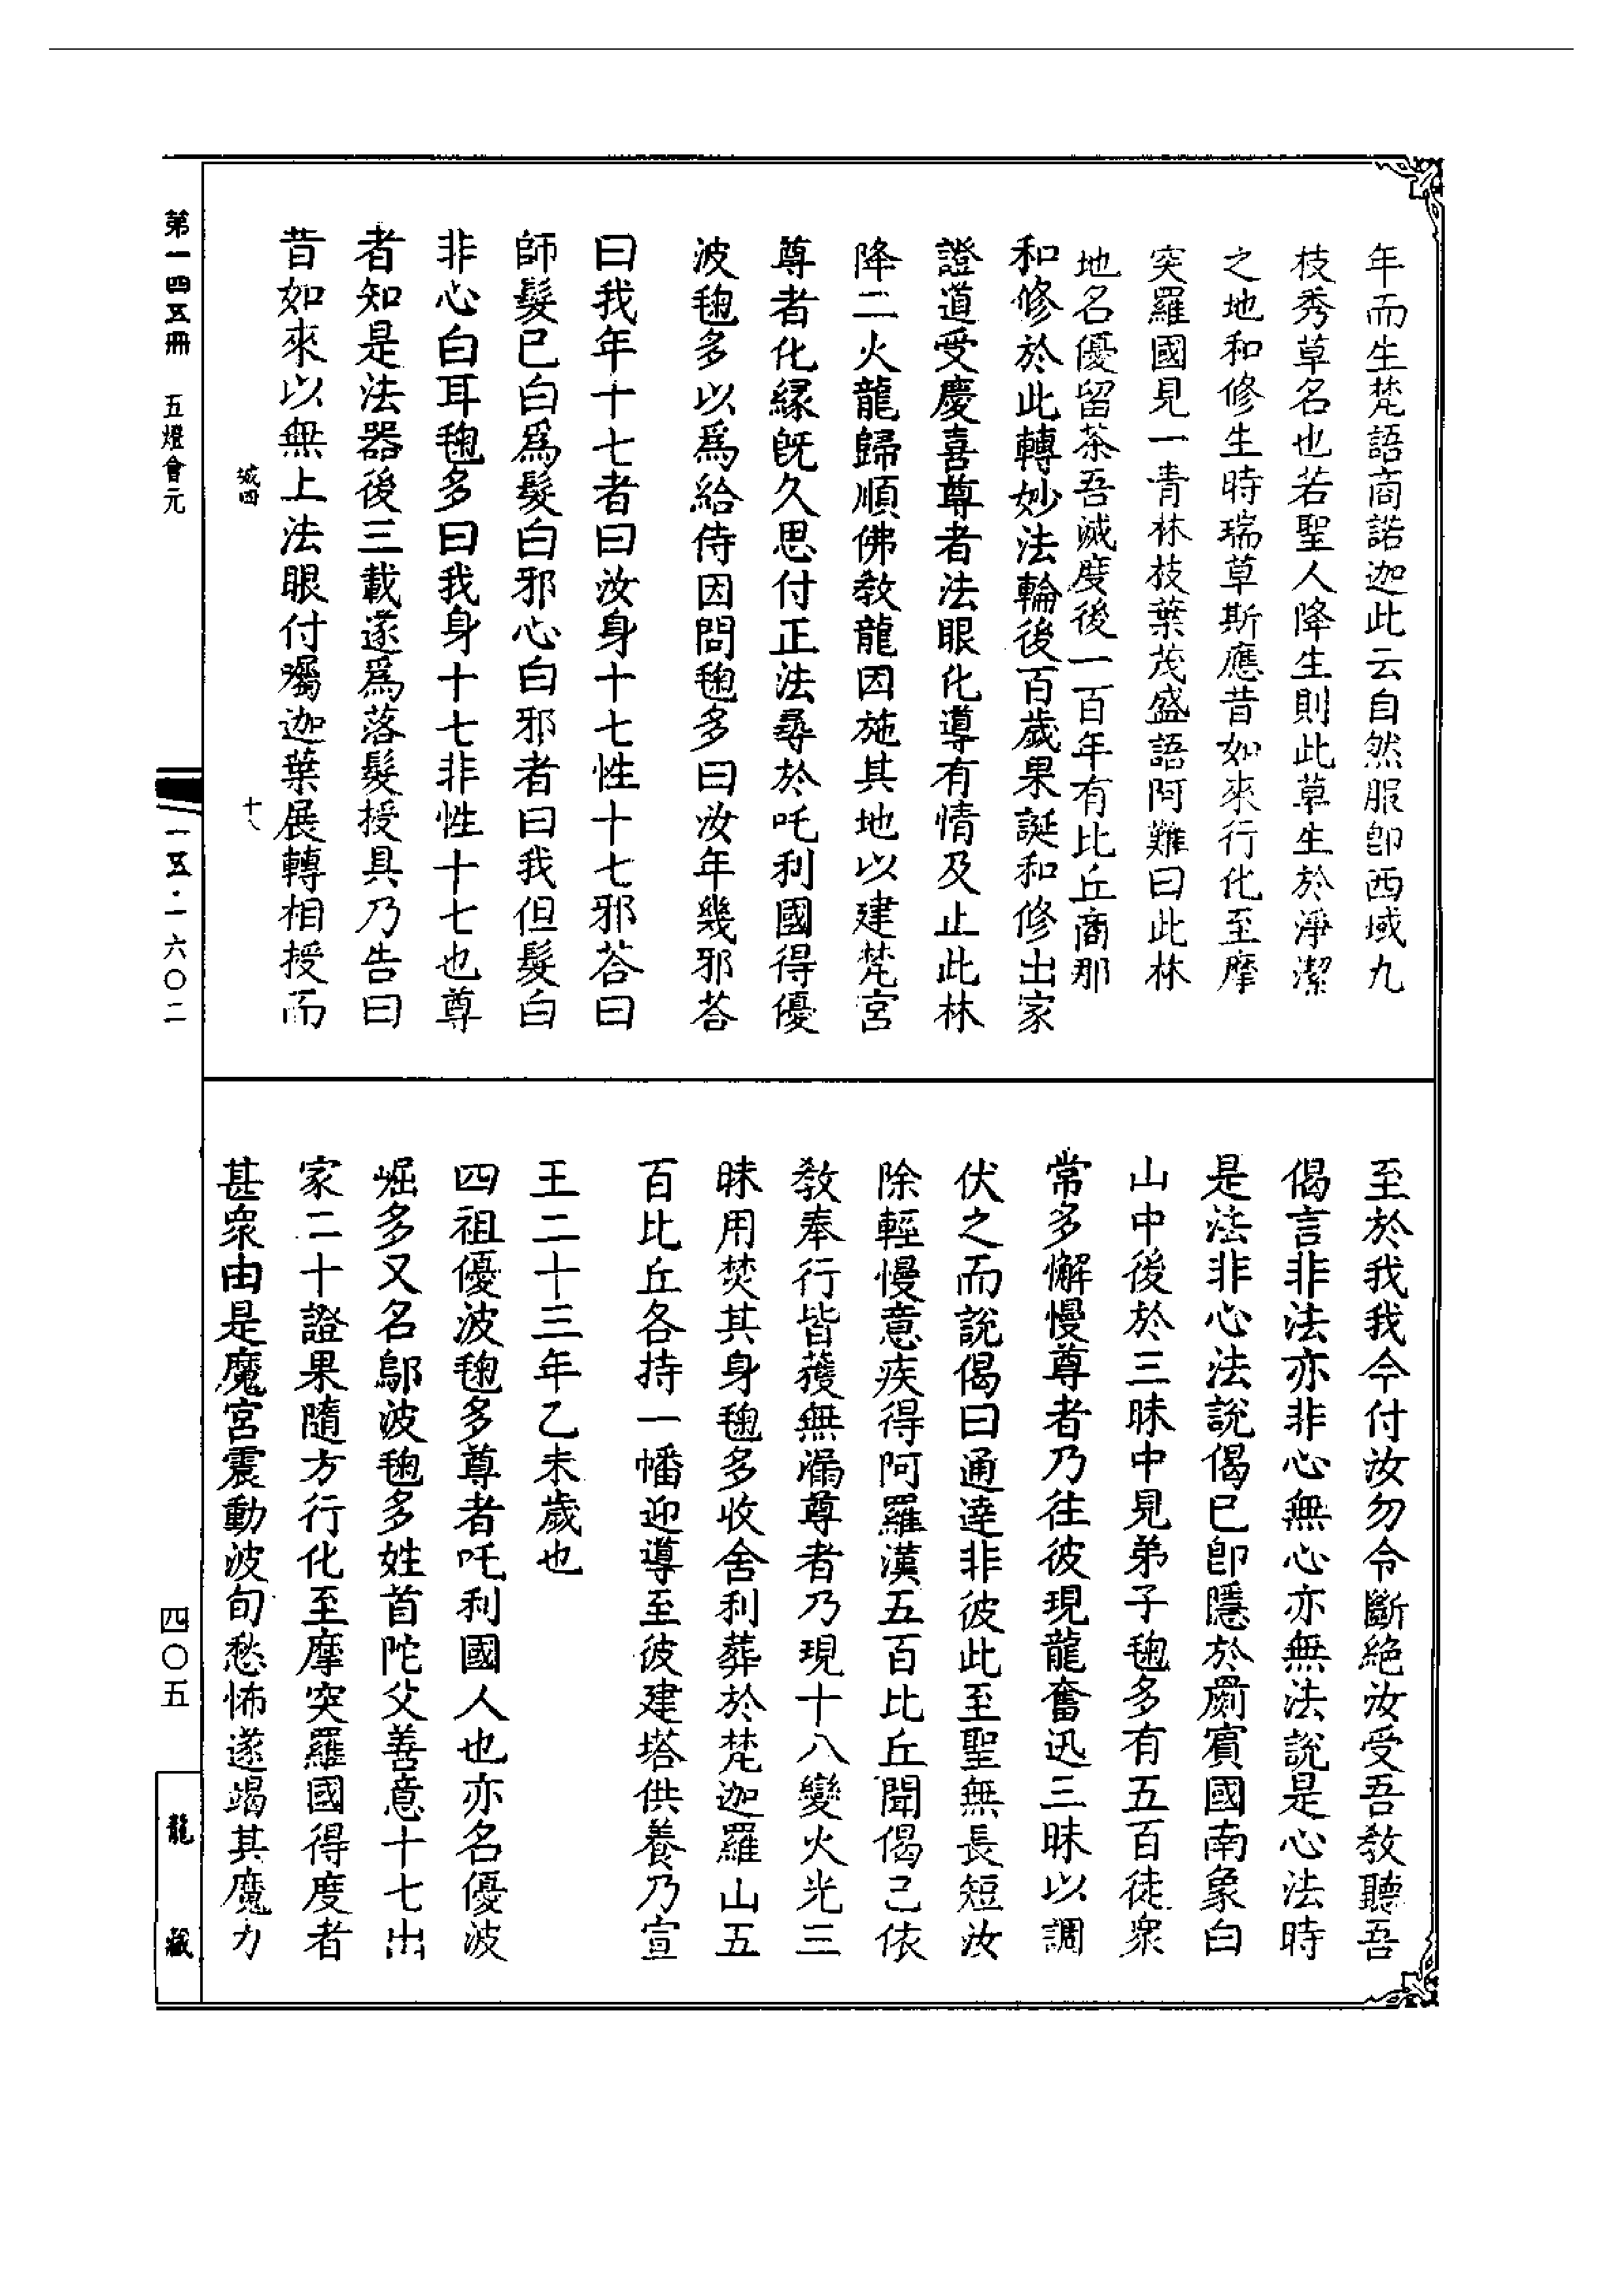 年而生梵語商諾迦此云自然服卽西域九
枝秀草名也若聖人降生則此草生於淨潔
之地和修生時瑞草斯應昔如來行化至摩
突羅國見一青林枝葉茂盛語阿難曰此林
地名優留茶吾滅度後一百年有比丘商那
和修於此轉妙法輪後百歲果誕和修出家
證道受慶喜尊者法眼化導有情及止此林
降二火龍歸順佛教龍因施其地以建梵宮
尊者化緣旣久思付正法尋於吒利國得優
波毱多以爲給侍因問毱多曰汝年幾邪荅
曰我年十七者曰汝身十七性十七邪荅曰
師髮已白爲髮白邪心白邪者曰我但髮白
非心白耳毱多曰我身十七非性十七也尊
者知是法器後三載遂爲落髮授具乃告曰
昔如來以無上法眼付囑迦葉展轉相授而
城四 十八
至於我我今付汝勿令斷絕汝受吾教聽吾
偈言非法亦非心無心亦無法說是心法時
是法非心法說偈已卽隱於罽賓國南象白
山中後於三昧中見弟子毱多有五百徒衆
常多懈慢尊者乃往彼現龍奮迅三昧以調
伏之而說偈曰通達非彼此至聖無長短汝
除輕慢意疾得阿羅漢五百比丘聞偈已依
教奉行皆獲無漏尊者乃現十八變火光三
昧用焚其身毱多收舍利葬於梵迦羅山五
百比丘各持一幡迎導至彼建塔供養乃宣
王二十三年乙未歲也
四祖優波毱多尊者吒利國人也亦名優波
崛多又名鄔波毱多姓首陀父善意十七出
家二十證果隨方行化至摩突羅國得度者
甚衆由是魔宮震動波旬愁怖遂竭其魔力
第一四五冊 五燈會元
一五·一六〇二
四〇五
龍藏